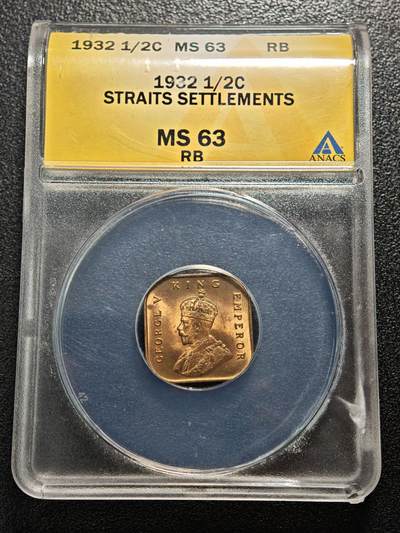 1932 1/2C MS 63 RB
1932 1/2C
STRAITS SETTLEMENTS
MS 63
RB
ANACS
GEORGE V KING EMPEROR